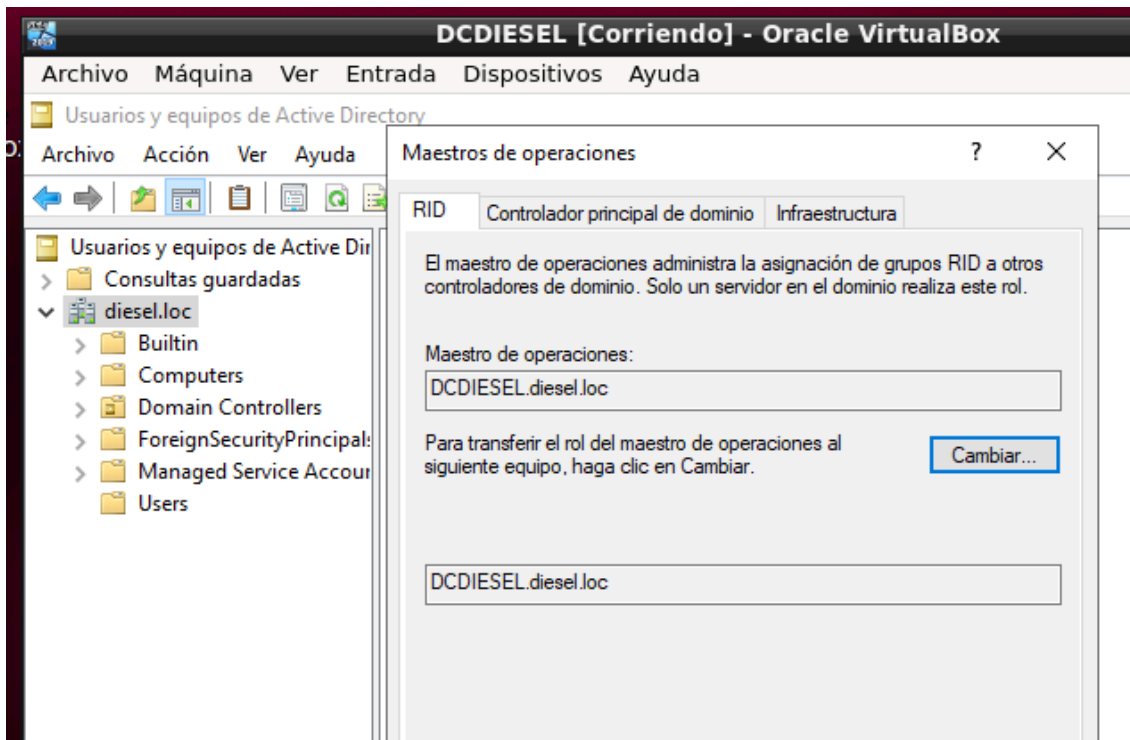 DCDIESEL [Corriendo] - Oracle VirtualBox
Archivo Máquina Ver Entrada Dispositivos Ayuda
Usuarios y equipos de Active Directory
Archivo Acción Ver Ayuda
Maestros de operaciones ?
RID Controlador principal de dominio Infraestructura
Usuarios y equipos de Active Dir
Consultas guardadas
diesel.loc
Builtin
Computers
Domain Controllers
ForeignSecurityPrincipal
Managed Service Accour
Users
El maestro de operaciones administra la asignación de grupos RID a otros
controladores de dominio. Solo un servidor en el dominio realiza este rol.
Maestro de operaciones:
DCDIESEL.diesel.loc
Para transferir el rol del maestro de operaciones al
siguiente equipo, haga clic en Cambiar.
Cambiar...
DCDIESEL.diesel.loc